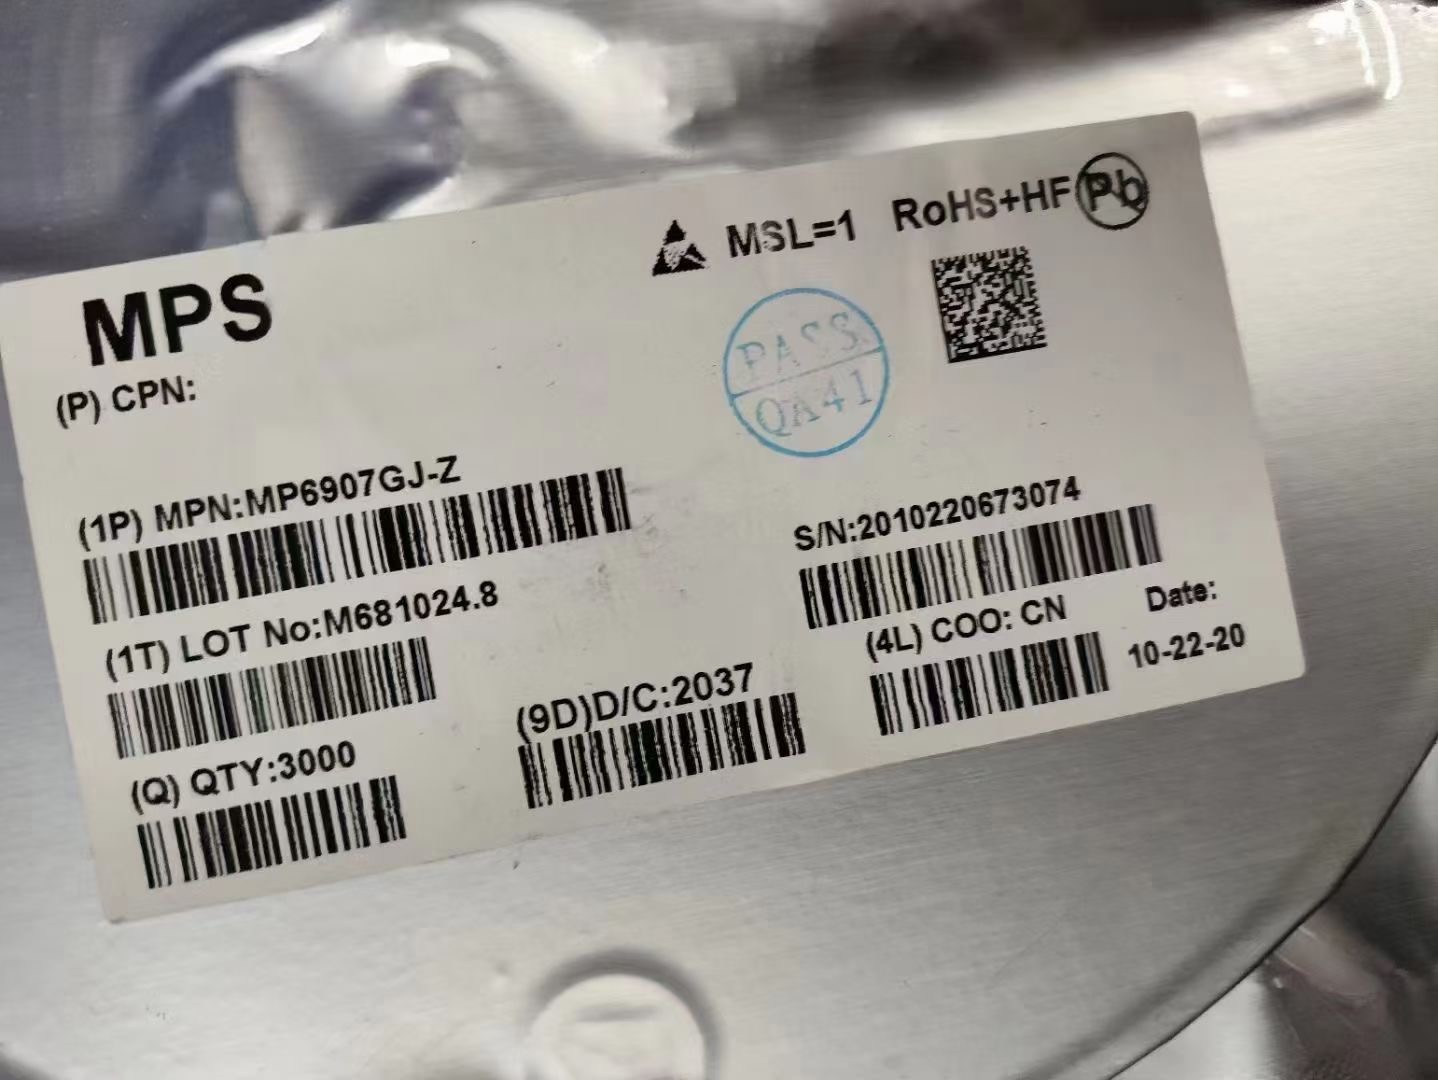 MSL=1 RoHS+HF Pb
MPS
PASS
QA41
(P) CPN:
(1P) MPN:MP6907GJ-Z
S/N:2010220673074
(1T) LOT No:M681024.8
(4L) COO: CN
Date:
10-22-20
(9D)D/C:2037
(Q) QTY:3000